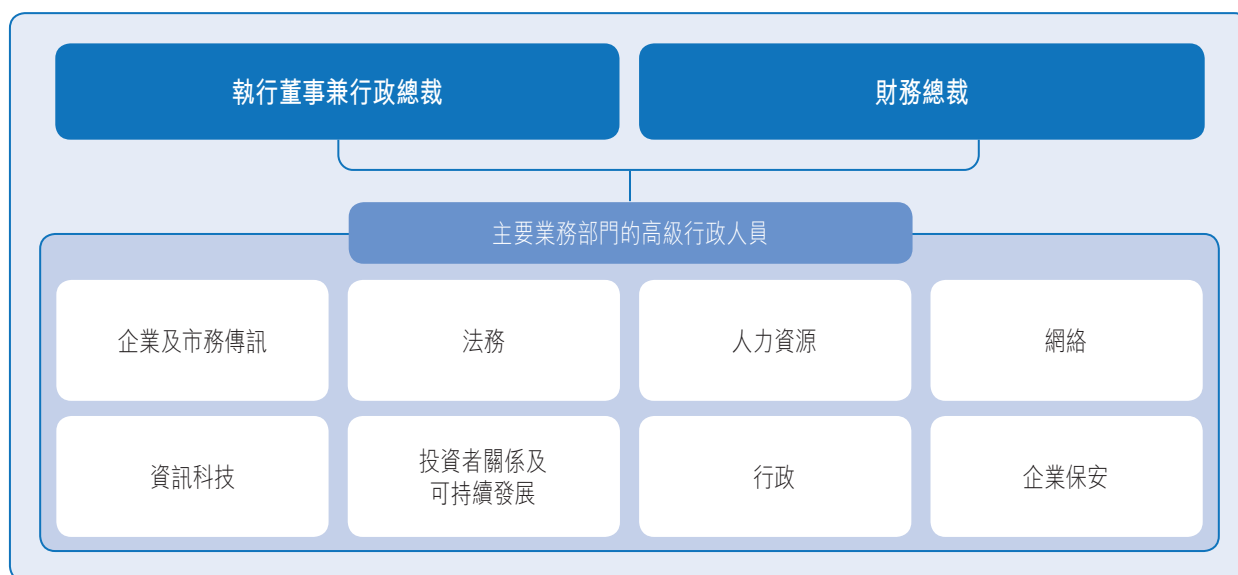 執行董事兼行政總裁
財務總裁
主要業務部門的高級行政人員
企業及市務傳訊
法務
人力資源
網絡
資訊科技
投資者關係及
可持續發展
行政
企業保安